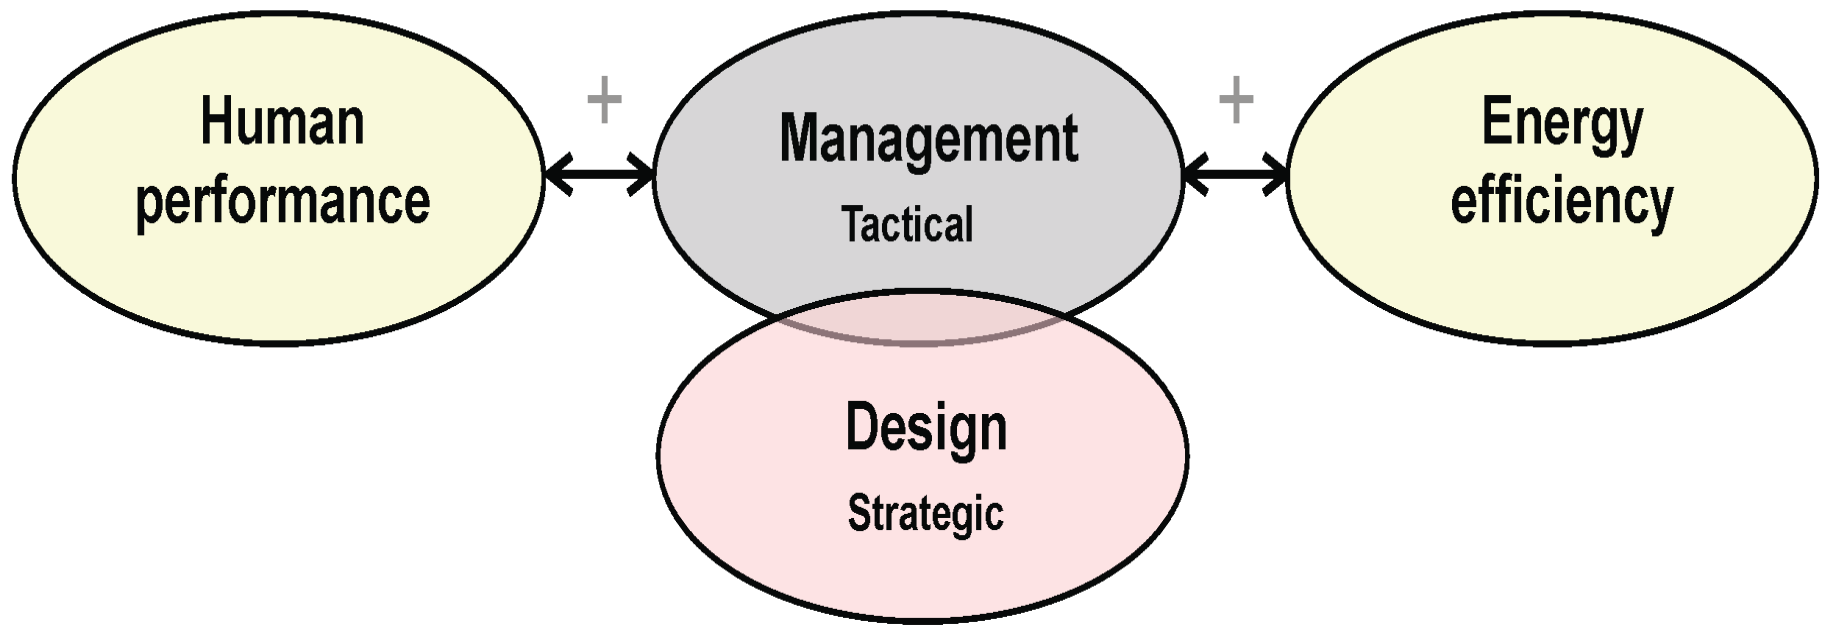 Human
performance
+
Management
Tactical
+
Energy
efficiency
Design
Strategic